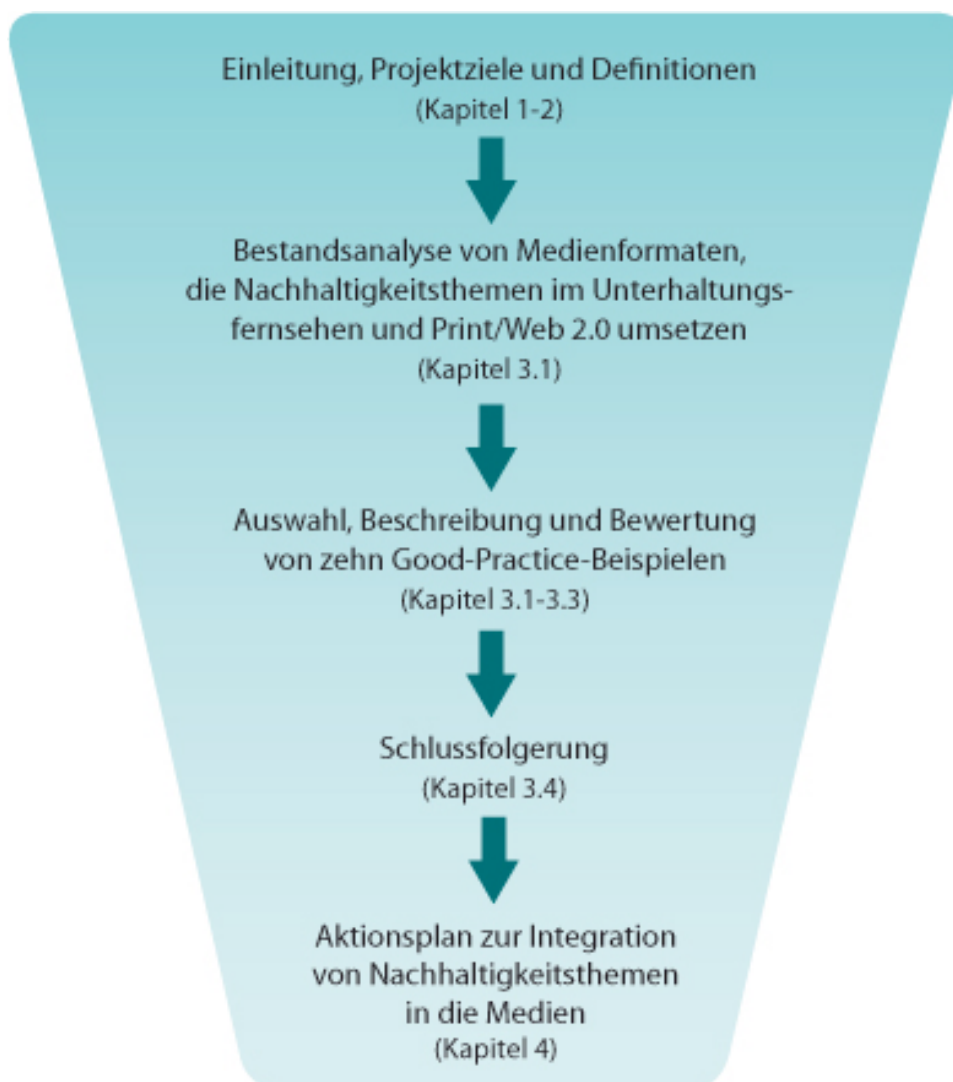 Einleitung, Projektziele und Definitionen
(Kapitel 1-2)
Bestandsanalyse von Medienformaten,
die Nachhaltigkeitsthemen im Unterhaltungs-
fernsehen und Print/Web 2.0 umsetzen
(Kapitel 3.1)
Auswahl, Beschreibung und Bewertung
von zehn Good-Practice-Beispielen
(Kapitel 3.1-3.3)
Schlussfolgerung
(Kapitel 3.4)
Aktionsplan zur Integration
von Nachhaltigkeitsthemen
in die Medien
(Kapitel 4)